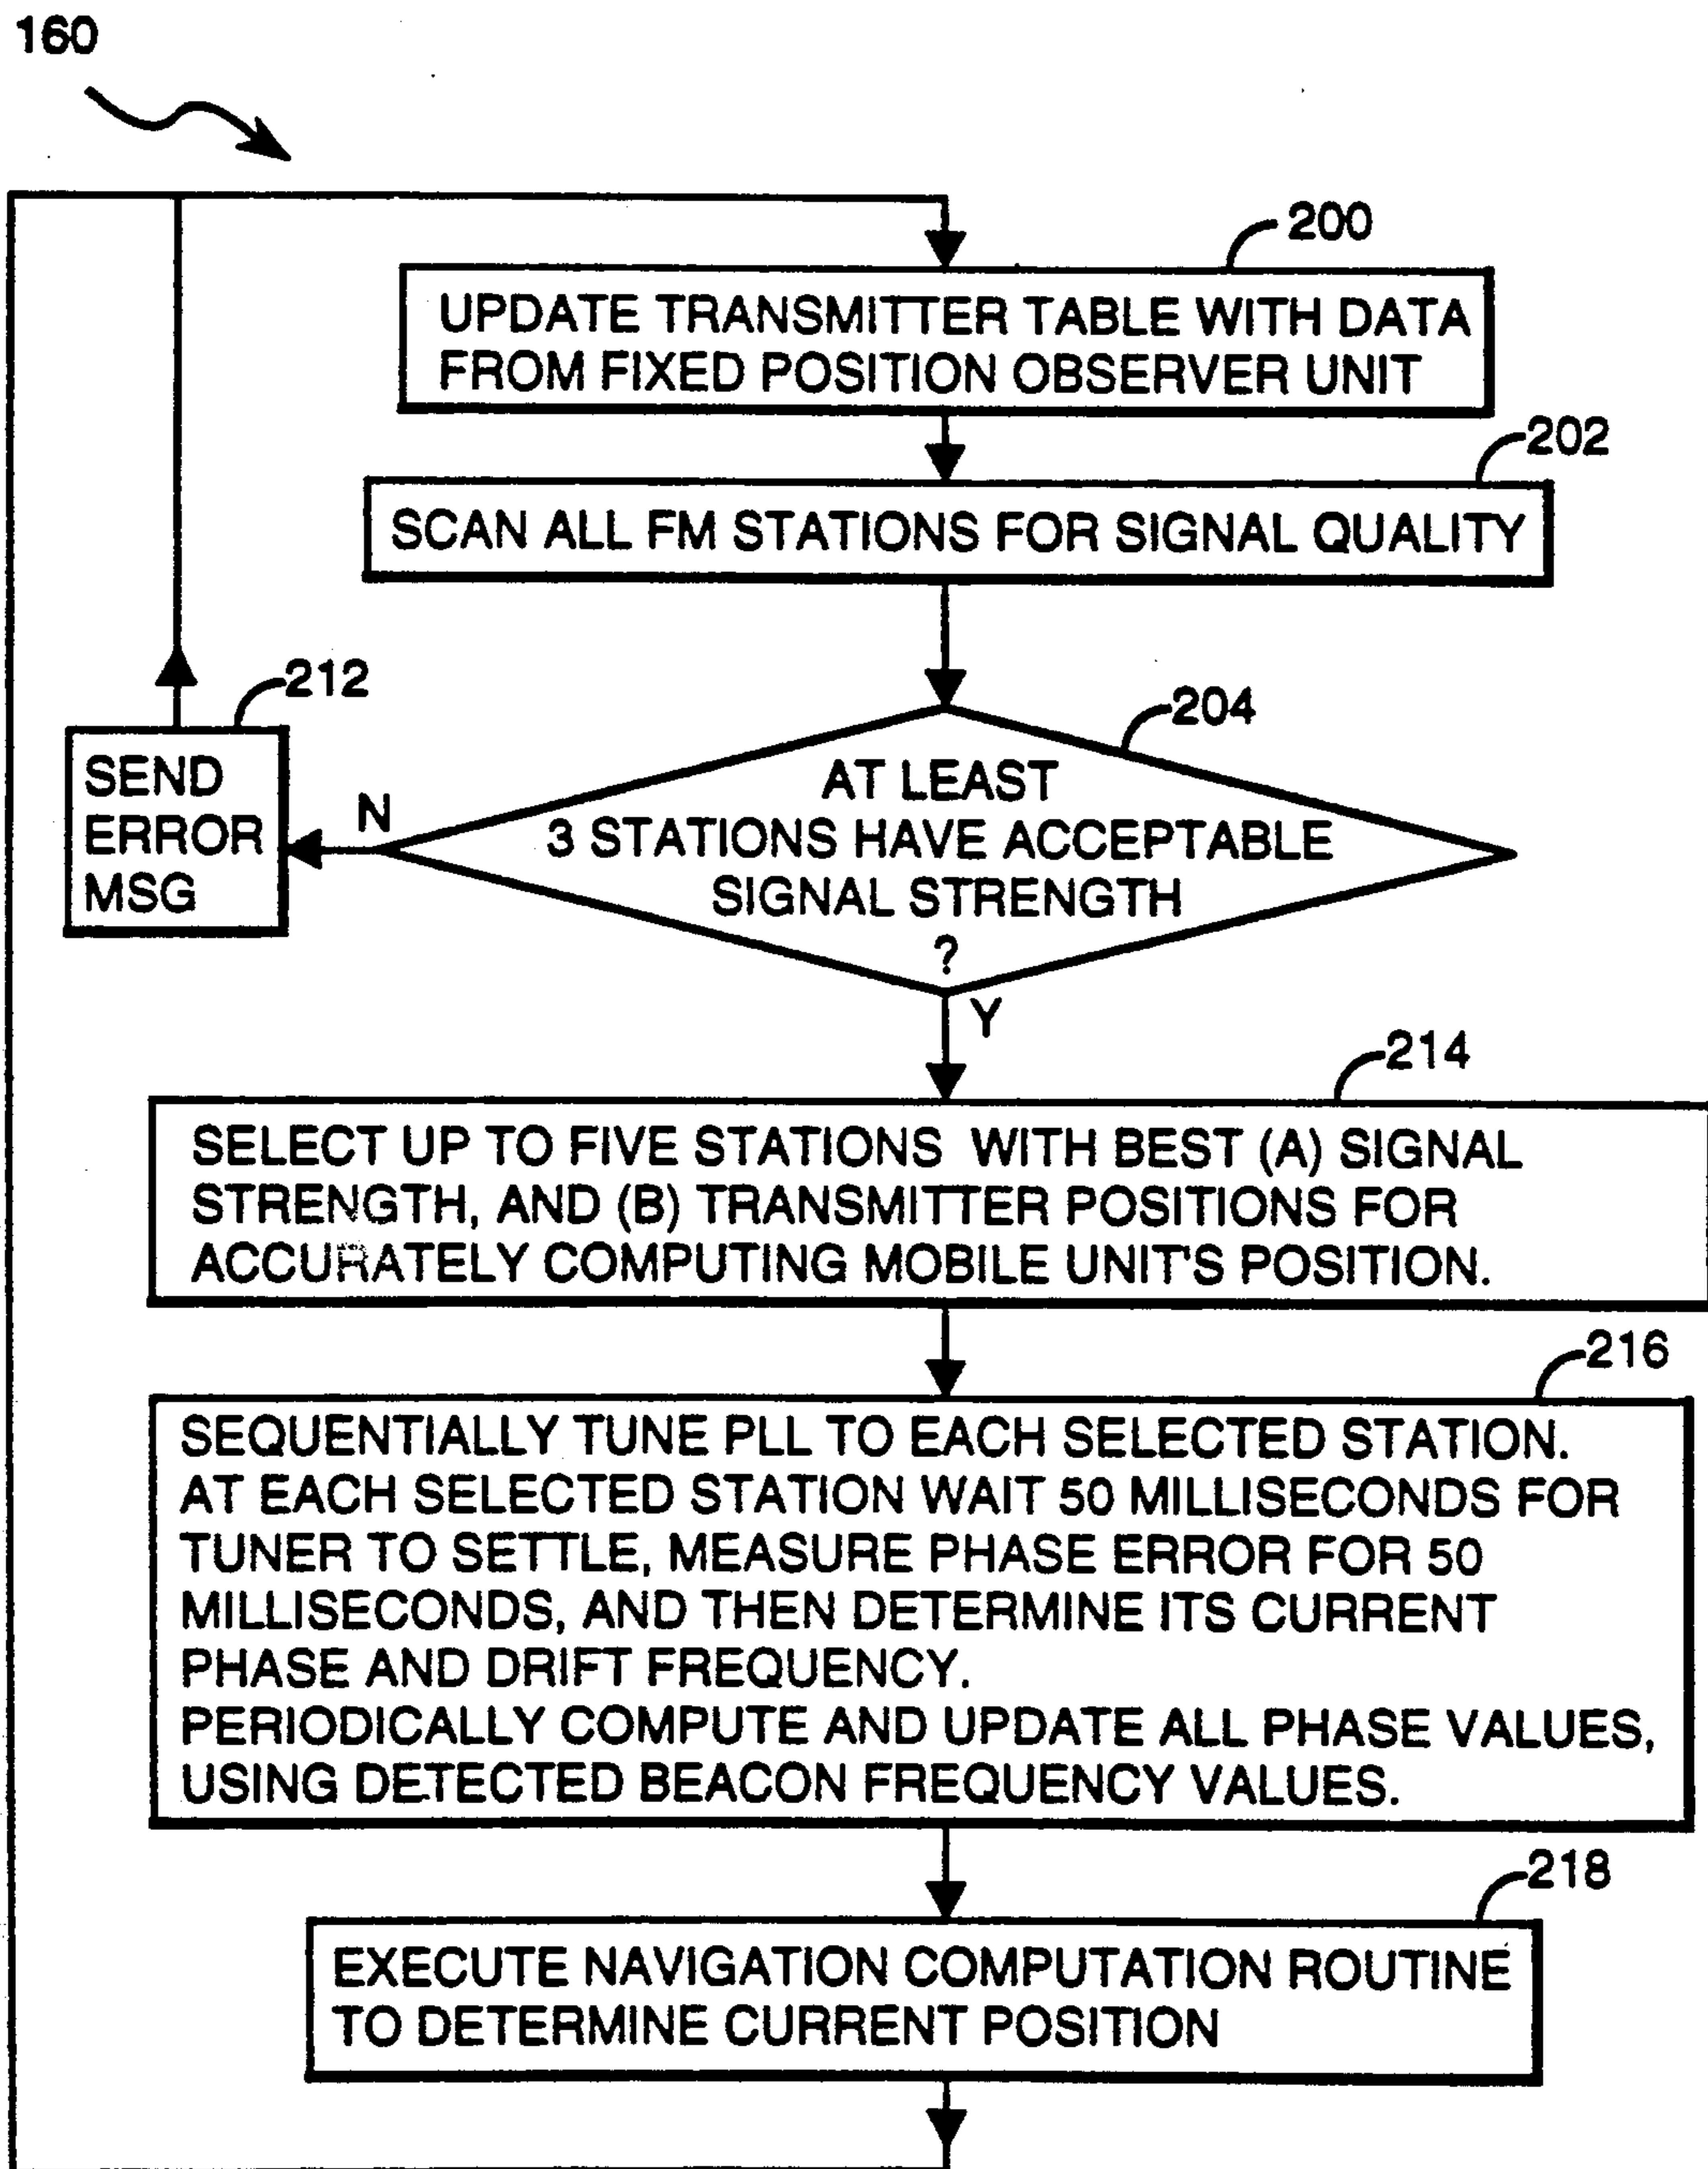 160
200
UPDATE TRANSMITTER TABLE WITH DATA
FROM FIXED POSITION OBSERVER UNIT
202
SCAN ALL FM STATIONS FOR SIGNAL QUALITY
204
AT LEAST
3 STATIONS HAVE ACCEPTABLE
SIGNAL STRENGTH
?
N
212
SEND
ERROR
MSG
Y
214
SELECT UP TO FIVE STATIONS WITH BEST (A) SIGNAL
STRENGTH, AND (B) TRANSMITTER POSITIONS FOR
ACCURATELY COMPUTING MOBILE UNIT'S POSITION.
216
SEQUENTIALLY TUNE PLL TO EACH SELECTED STATION.
AT EACH SELECTED STATION WAIT 50 MILLISECONDS FOR
TUNER TO SETTLE, MEASURE PHASE ERROR FOR 50
MILLISECONDS, AND THEN DETERMINE ITS CURRENT
PHASE AND DRIFT FREQUENCY.
PERIODICALLY COMPUTE AND UPDATE ALL PHASE VALUES,
USING DETECTED BEACON FREQUENCY VALUES.
218
EXECUTE NAVIGATION COMPUTATION ROUTINE
TO DETERMINE CURRENT POSITION